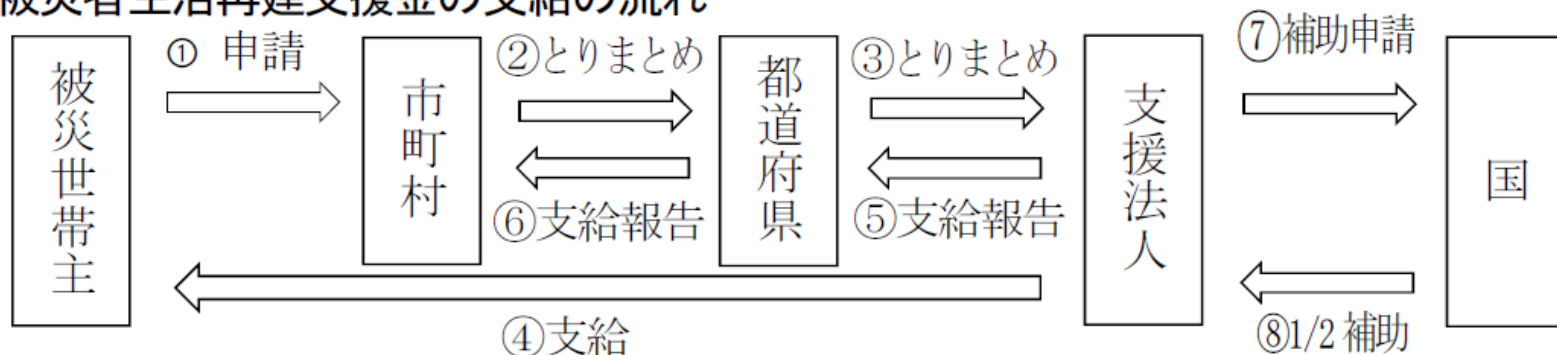 被災者生活再建支援金の支給の流れ
被災世帯主
① 申請
市町村
②とりまとめ
⑥支給報告
都道府県
③とりまとめ
⑤支給報告
支援法人
④支給
⑦補助申請
⑧1/2 補助
国